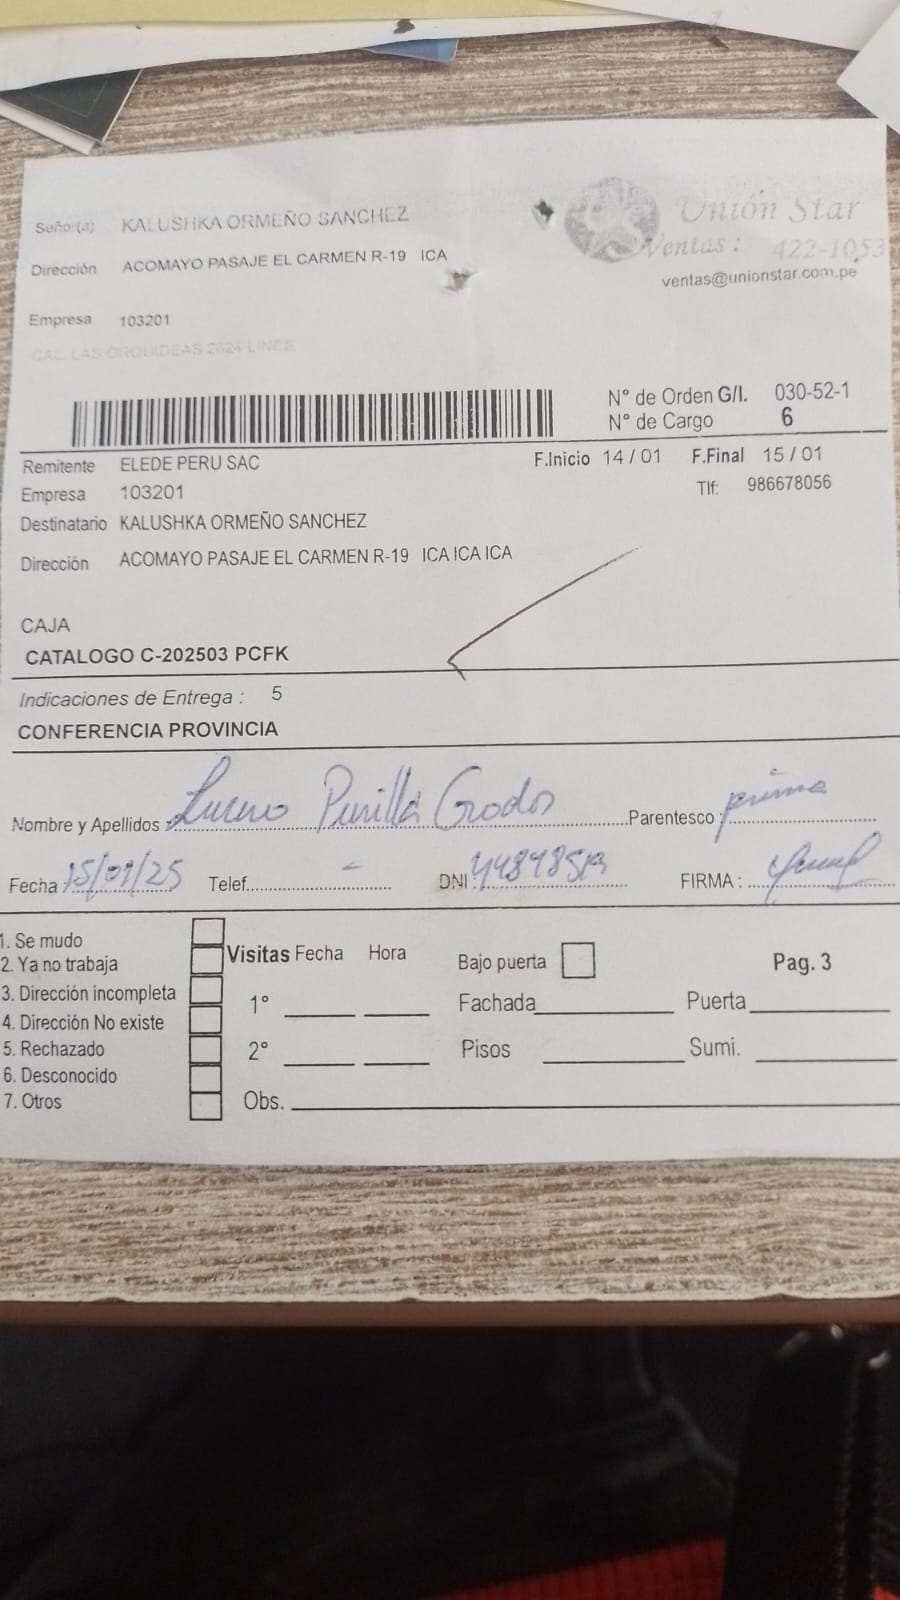 Señor(a) KALUSHKA ORMEÑO SANCHEZ
Unión Star
Ventas : 422-1053
Dirección ACOMAYO PASAJE EL CARMEN R-19 ICA
ventas@unionstar.com.pe
Empresa 103201
CAL. LAS ORQUIDEAS 2624 LINCE
N° de Orden G/I. 030-52-1
N° de Cargo 6
Remitente ELEDE PERU SAC
F.Inicio 14 / 01 F.Final 15 / 01
Empresa 103201
Tlf: 986678056
Destinatario KALUSHKA ORMEÑO SANCHEZ
Dirección ACOMAYO PASAJE EL CARMEN R-19 ICA ICA ICA
CAJA
CATALOGO C-202503 PCFK
Indicaciones de Entrega : 5
CONFERENCIA PROVINCIA
Nombre y Apellidos : Purilla Parentesco : prima
Fecha 15/01/25 Telef. - DNI : FIRMA :
1. Se mudo
2. Ya no trabaja
3. Dirección incompleta
4. Dirección No existe
5. Rechazado
6. Desconocido
7. Otros
Visitas Fecha Hora
1°
2°
Obs.
Bajo puerta
Pag. 3
Fachada Puerta
Pisos Sumi.